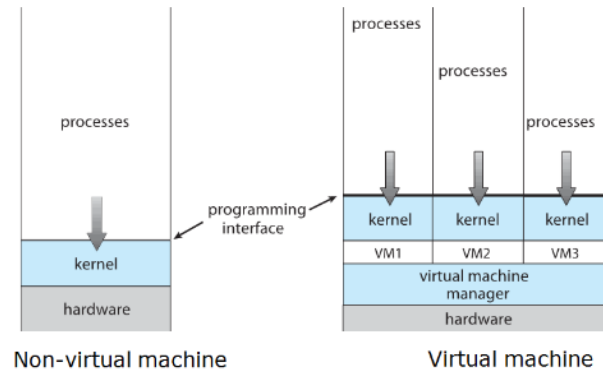 processes
kernel
hardware
Non-virtual machine
programming
interface
processes
processes
processes
kernel
kernel
kernel
VM1
VM2
VM3
virtual machine
manager
hardware
Virtual machine